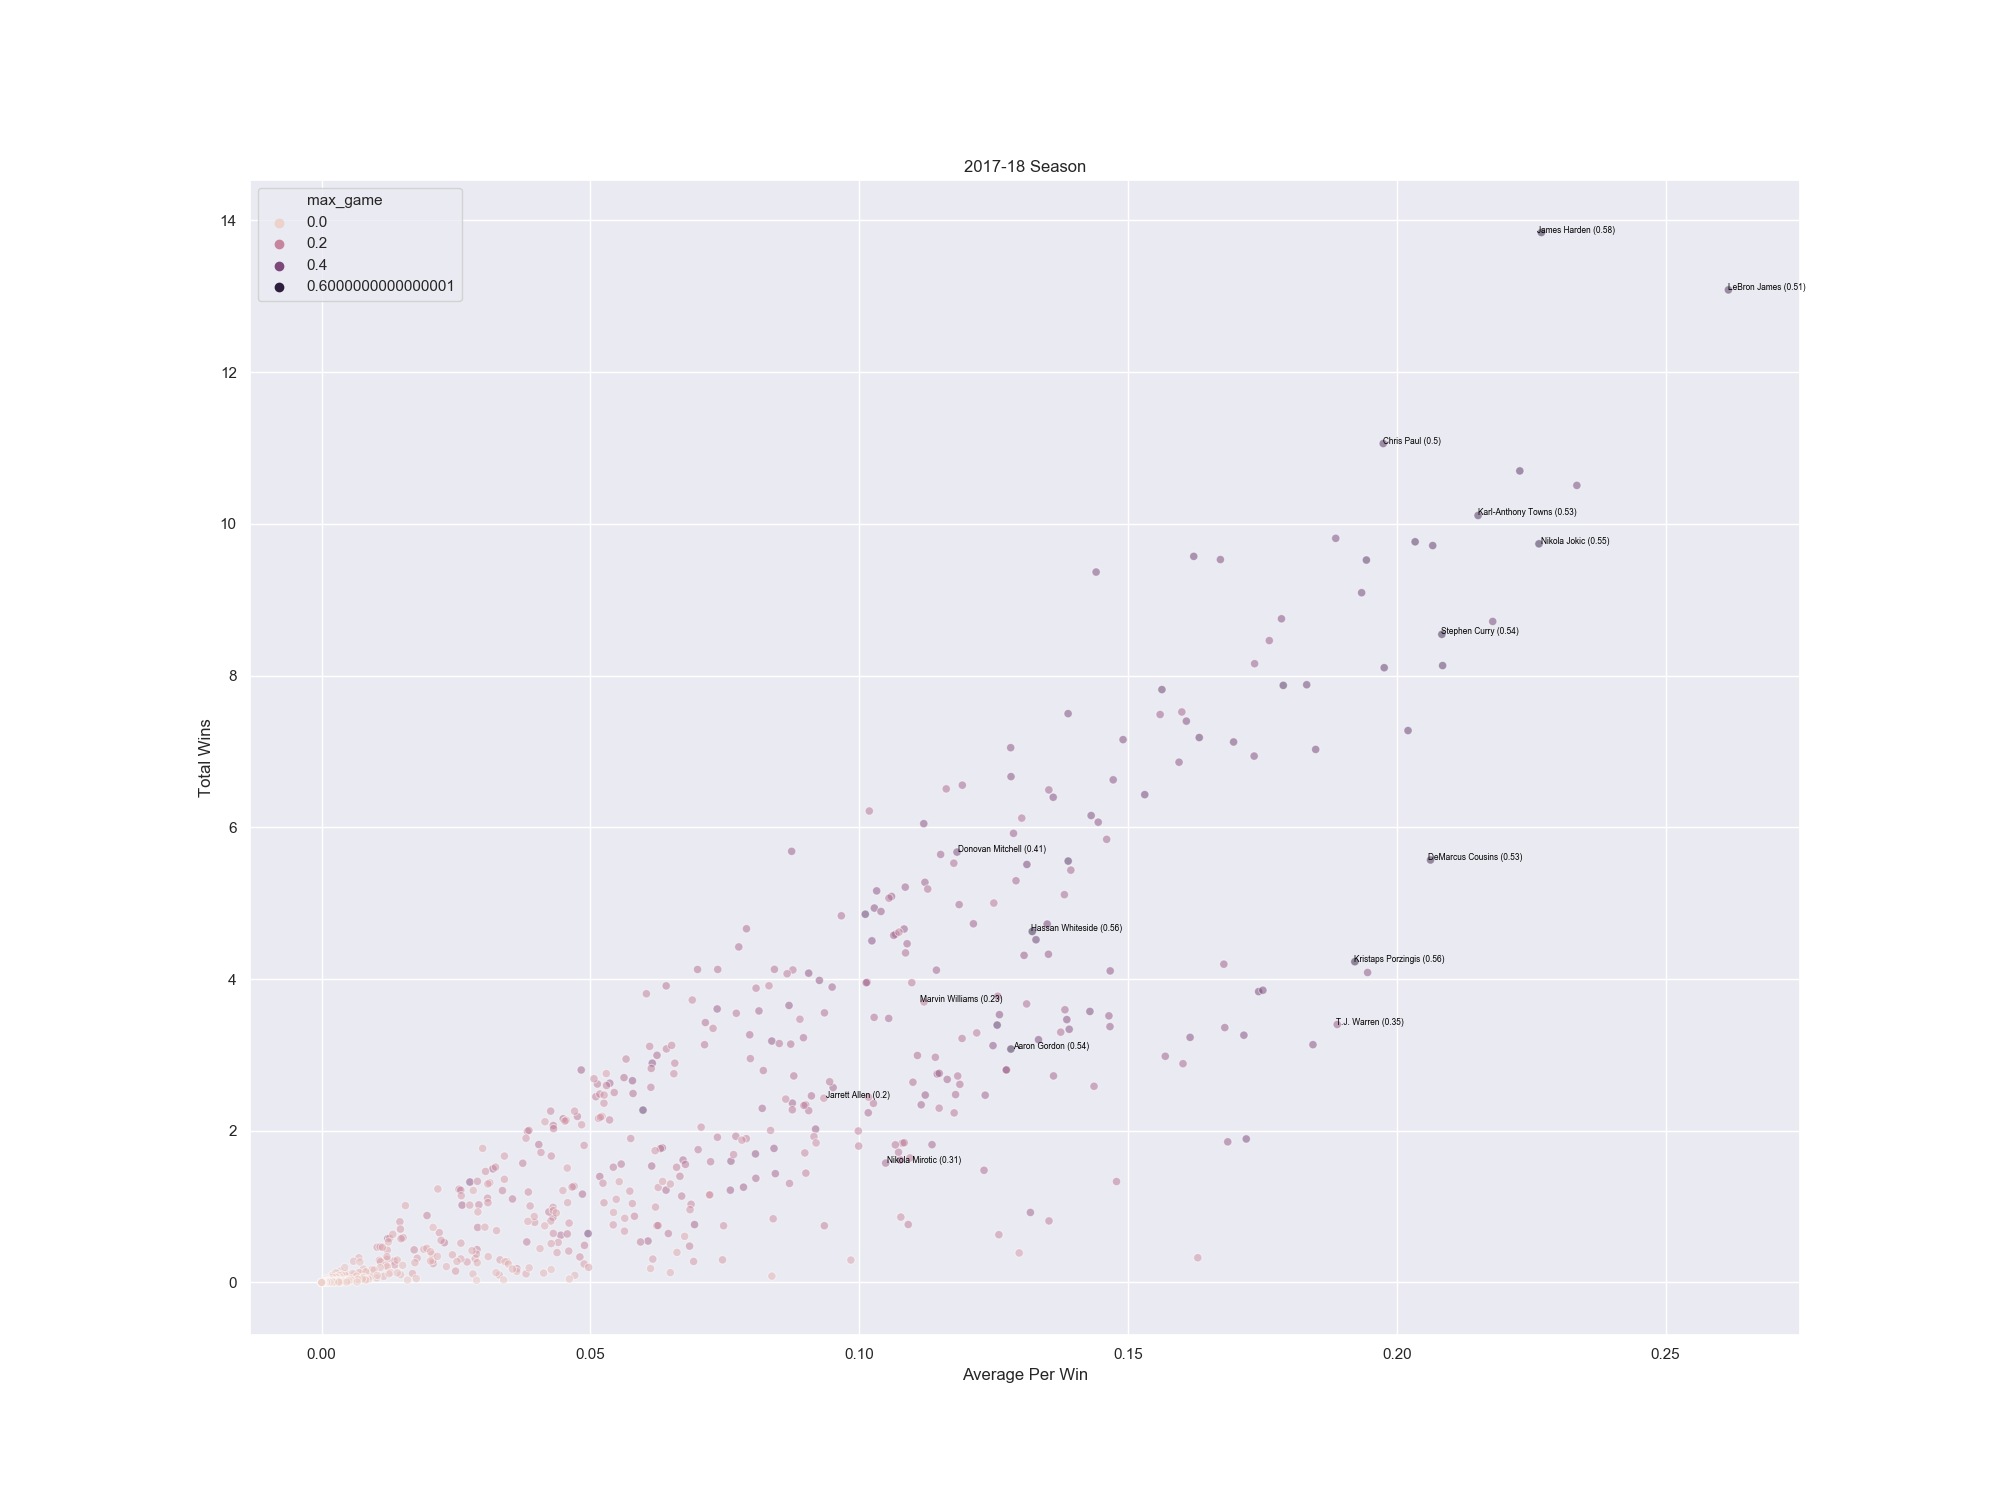 2017-18 Season
max_game
0.0
0.2
0.4
0.6000000000000001
14
12
10
8
6
4
2
0
Total Wins
James Harden (0.58)
LeBron James (0.51)
Chris Paul (0.5)
Karl-Anthony Towns (0.53)
Nikola Jokic (0.55)
Stephen Curry (0.54)
Donovan Mitchell (0.41)
DeMarcus Cousins (0.53)
Hassan Whiteside (0.56)
Kristaps Porzingis (0.56)
Marvin Williams (0.23)
T.J. Warren (0.35)
Aaron Gordon (0.54)
Jarrett Allen (0.2)
Nikola Mirotic (0.31)
0.00
0.05
0.10
0.15
0.20
0.25
Average Per Win